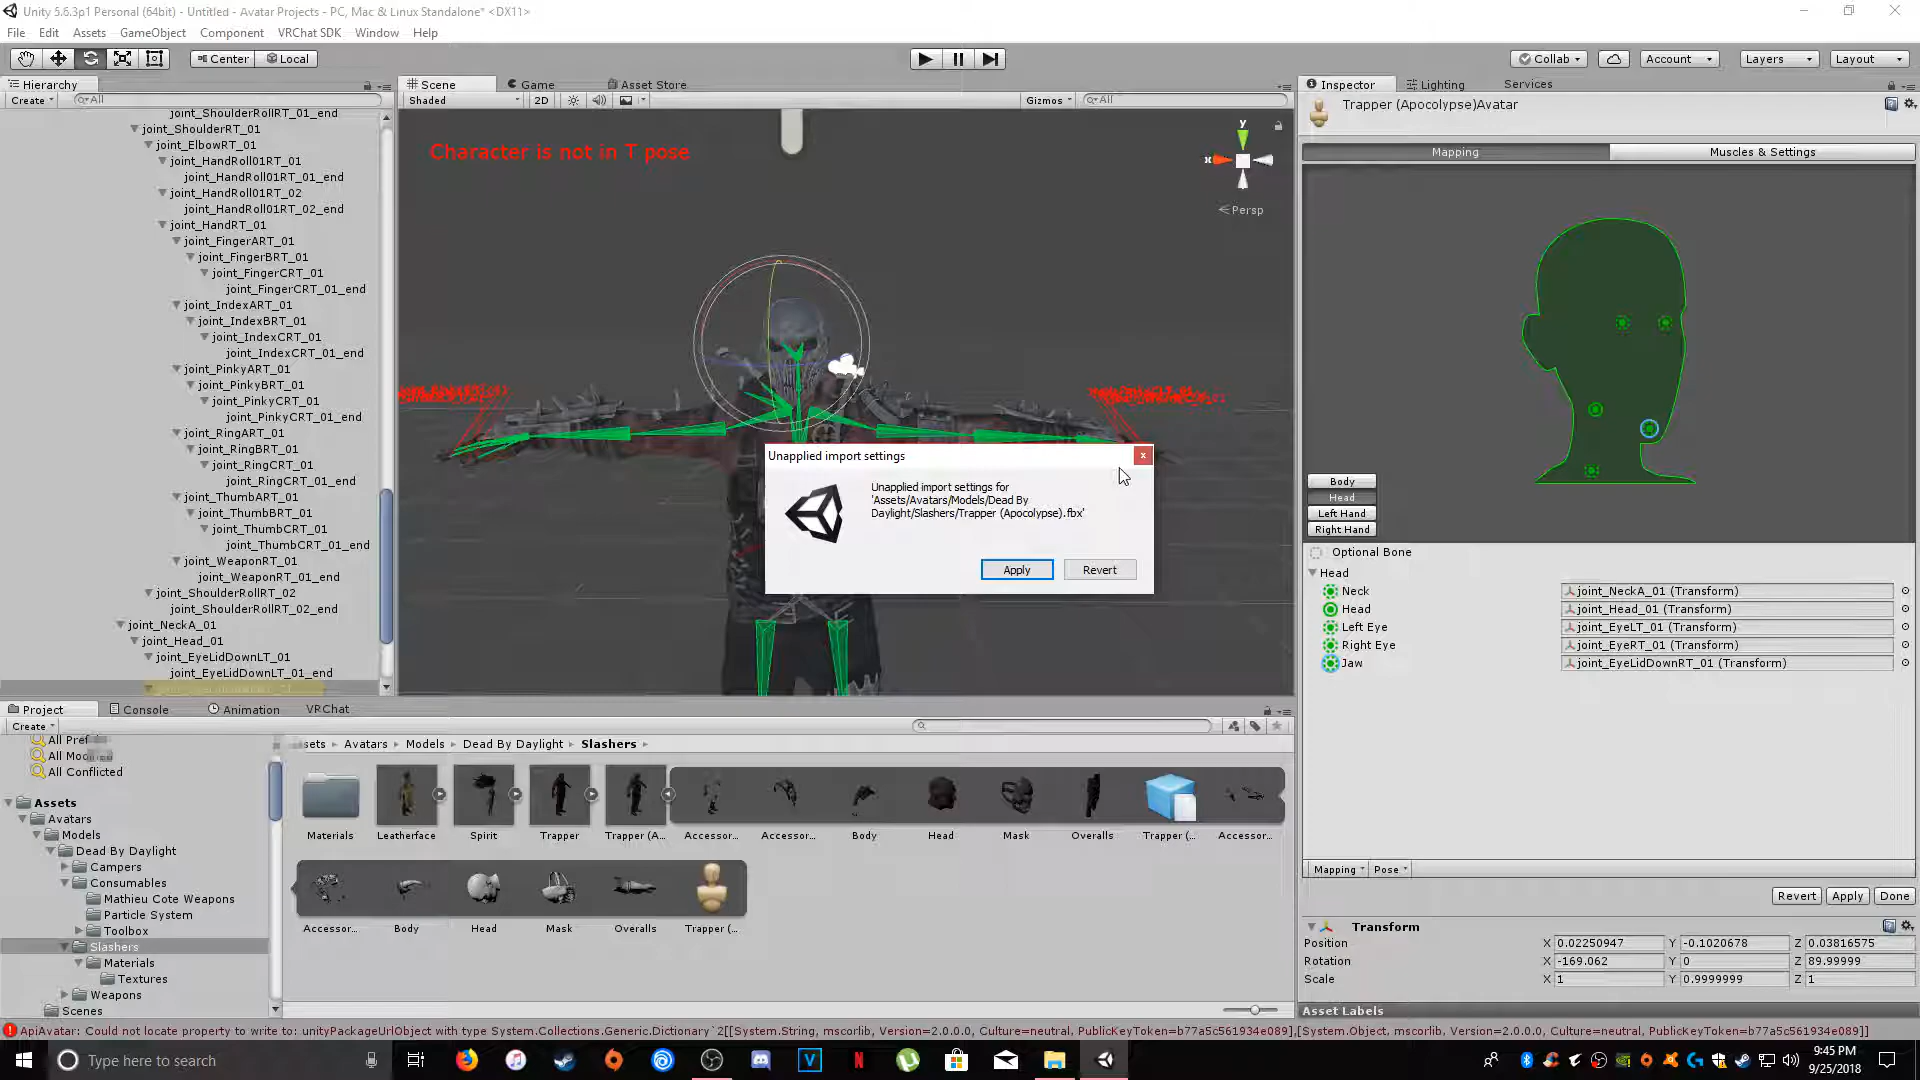 Unity 5.6.3p1 Personal (64bit) - Untitled - Avatar Projects - PC, Mac & Linux Standalone* <DX11>
File Edit Assets GameObject Component VRChat SDK Window Help
Center Local Collab Account Layers Layout
Hierarchy
Create All
joint_ShoulderRollRT_01_end
joint_ShoulderRT_01
joint_ElbowRT_01
joint_HandRoll01RT_01
joint_HandRoll01RT_01_end
joint_HandRoll01RT_02
joint_HandRoll01RT_02_end
joint_HandRT_01
joint_FingerART_01
joint_FingerBRT_01
joint_FingerCRT_01
joint_FingerCRT_01_end
joint_IndexART_01
joint_IndexBRT_01
joint_IndexCRT_01
joint_IndexCRT_01_end
joint_PinkyART_01
joint_PinkyBRT_01
joint_PinkyCRT_01
joint_PinkyCRT_01_end
joint_RingART_01
joint_RingBRT_01
joint_RingCRT_01
joint_RingCRT_01_end
joint_ThumbART_01
joint_ThumbBRT_01
joint_ThumbCRT_01
joint_ThumbCRT_01_end
joint_WeaponRT_01
joint_WeaponRT_01_end
joint_ShoulderRollRT_02
joint_ShoulderRollRT_02_end
joint_NeckA_01
joint_Head_01
joint_EyeLidDownLT_01
joint_EyeLidDownLT_01_end
Scene Game Asset Store
Shaded 2D Gizmos All
Character is not in T pose
y
x
Persp
Unapplied import settings
x
Unapplied import settings for
'Assets/Avatars/Models/Dead By
Daylight/Slashers/Trapper (Apocolypse).fbx'
Apply Revert
Inspector Lighting Services
Trapper (Apocolypse)Avatar
Mapping Muscles & Settings
Body
Head
Left Hand
Right Hand
Optional Bone
Head
Neck joint_NeckA_01 (Transform)
Head joint_Head_01 (Transform)
Left Eye joint_EyeLT_01 (Transform)
Right Eye joint_EyeRT_01 (Transform)
Jaw joint_EyeLidDownRT_01 (Transform)
Mapping Pose
Revert Apply Done
Transform
Position X 0.02250947 Y -0.1020678 Z 0.03816575
Rotation X -169.062 Y 0 Z 89.99999
Scale X 1 Y 0.9999999 Z 1
Asset Labels
Project Console Animation VRChat
Create
All Pref
All Mo
All Conflicted
Assets
Avatars
Models
Dead By Daylight
Campers
Consumables
Mathieu Cote Weapons
Particle System
Toolbox
Slashers
Materials
Textures
Weapons
Scenes
sets Avatars Models Dead By Daylight Slashers
Materials Leatherface Spirit Trapper Trapper (A... Accessor... Accessor... Body Head Mask Overalls Trapper (... Accessor...
Accessor... Body Head Mask Overalls Trapper (...
ApiAvatar: Could not locate property to write to: unityPackageUrlObject with type System.Collections.Generic.Dictionary`2[[System.String, mscorlib, Version=2.0.0.0, Culture=neutral, PublicKeyToken=b77a5c561934e089],[System.Object, mscorlib, Version=2.0.0.0, Culture=neutral, PublicKeyToken=b77a5c561934e089]]
Type here to search
9:45 PM
9/25/2018